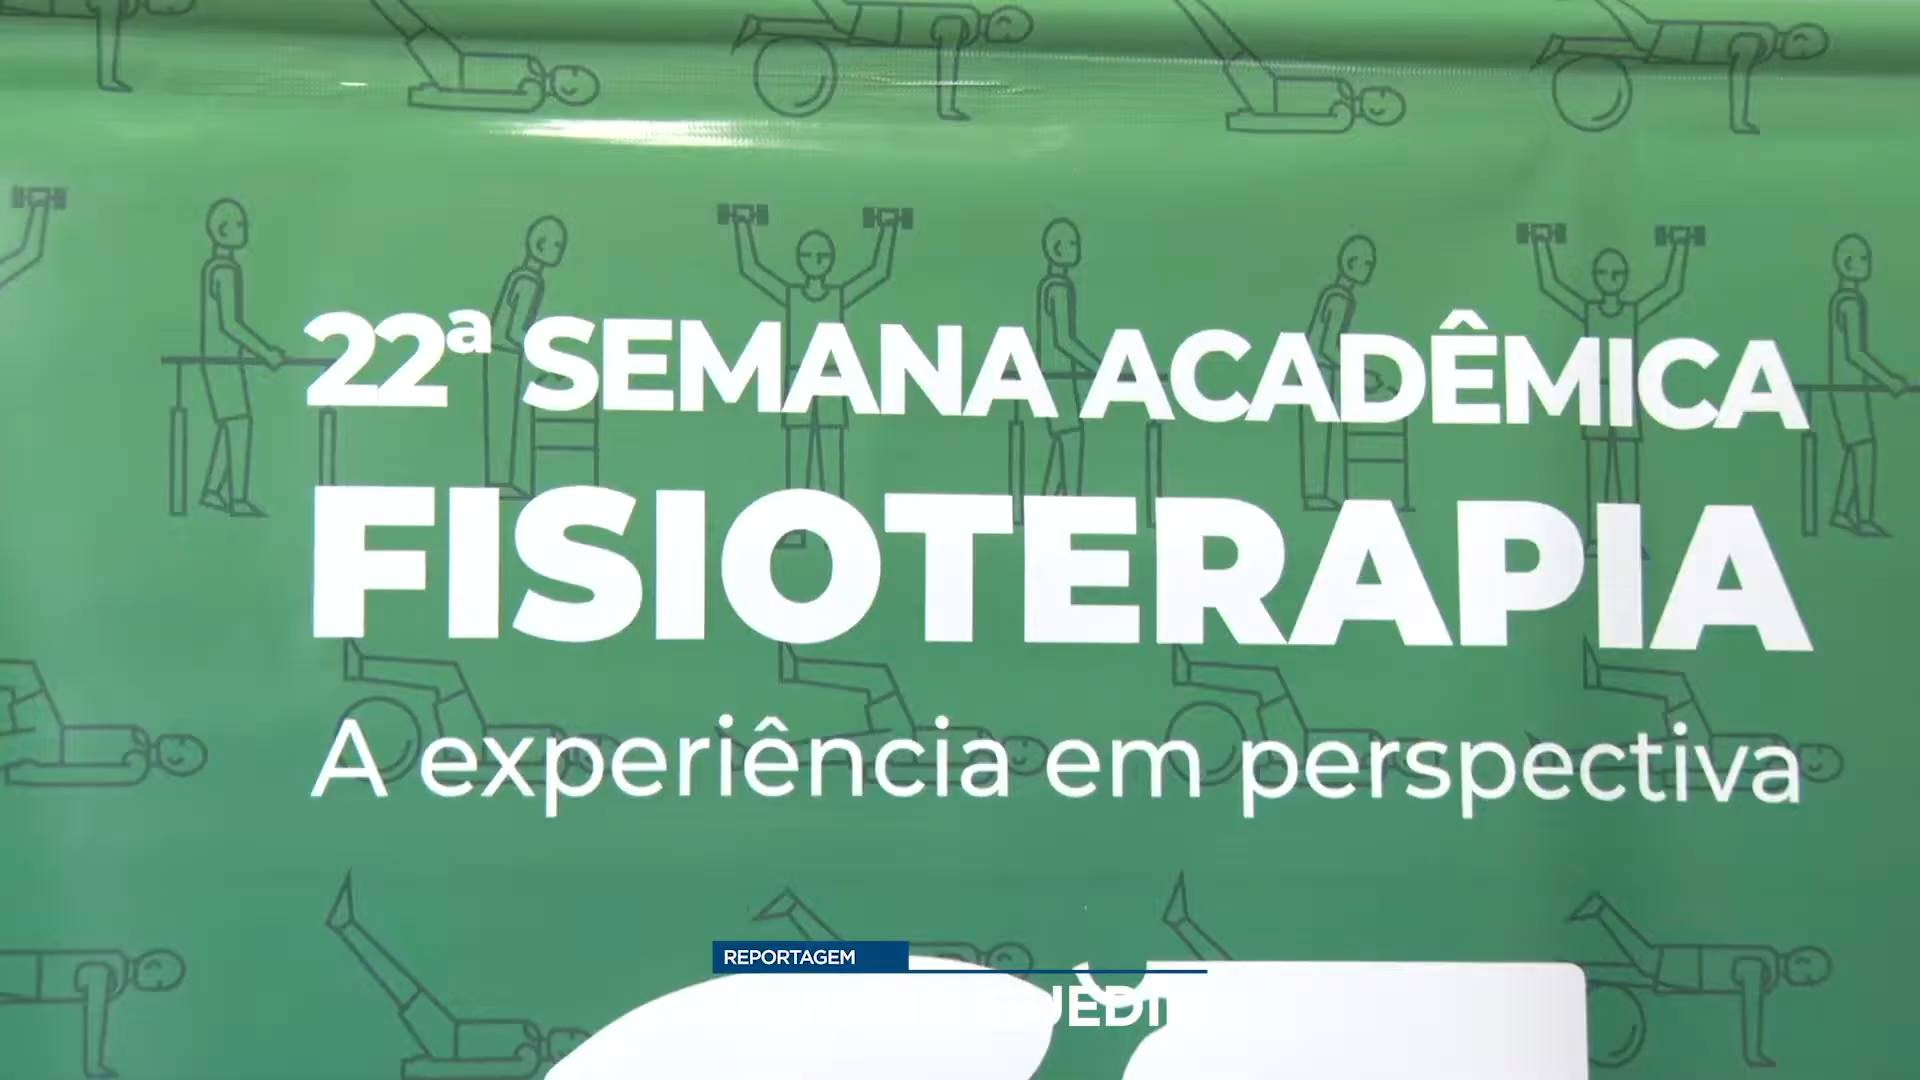 22ª SEMANA ACADÊMICA
FISIOTERAPIA
A experiência em perspectiva
REPORTAGEM